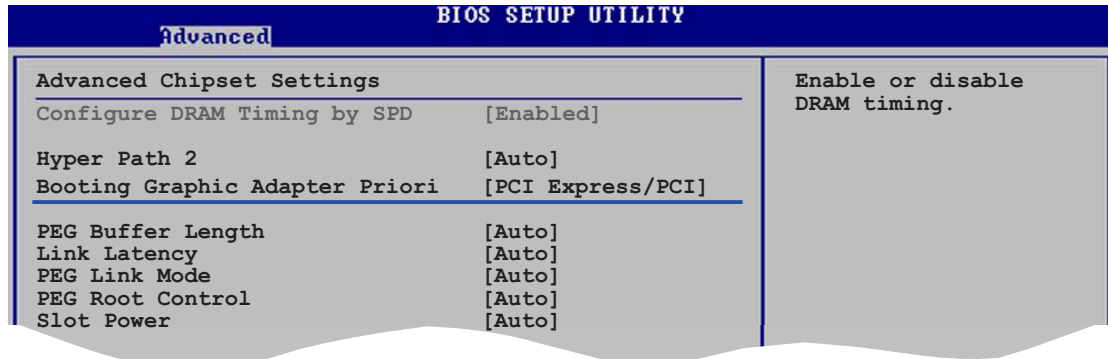 BIOS SETUP UTILITY
Advanced
Advanced Chipset Settings
Configure DRAM Timing by SPD [Enabled]
Hyper Path 2 [Auto]
Booting Graphic Adapter Priori [PCI Express/PCI]
PEG Buffer Length [Auto]
Link Latency [Auto]
PEG Link Mode [Auto]
PEG Root Control [Auto]
Slot Power [Auto]
Enable or disable
DRAM timing.